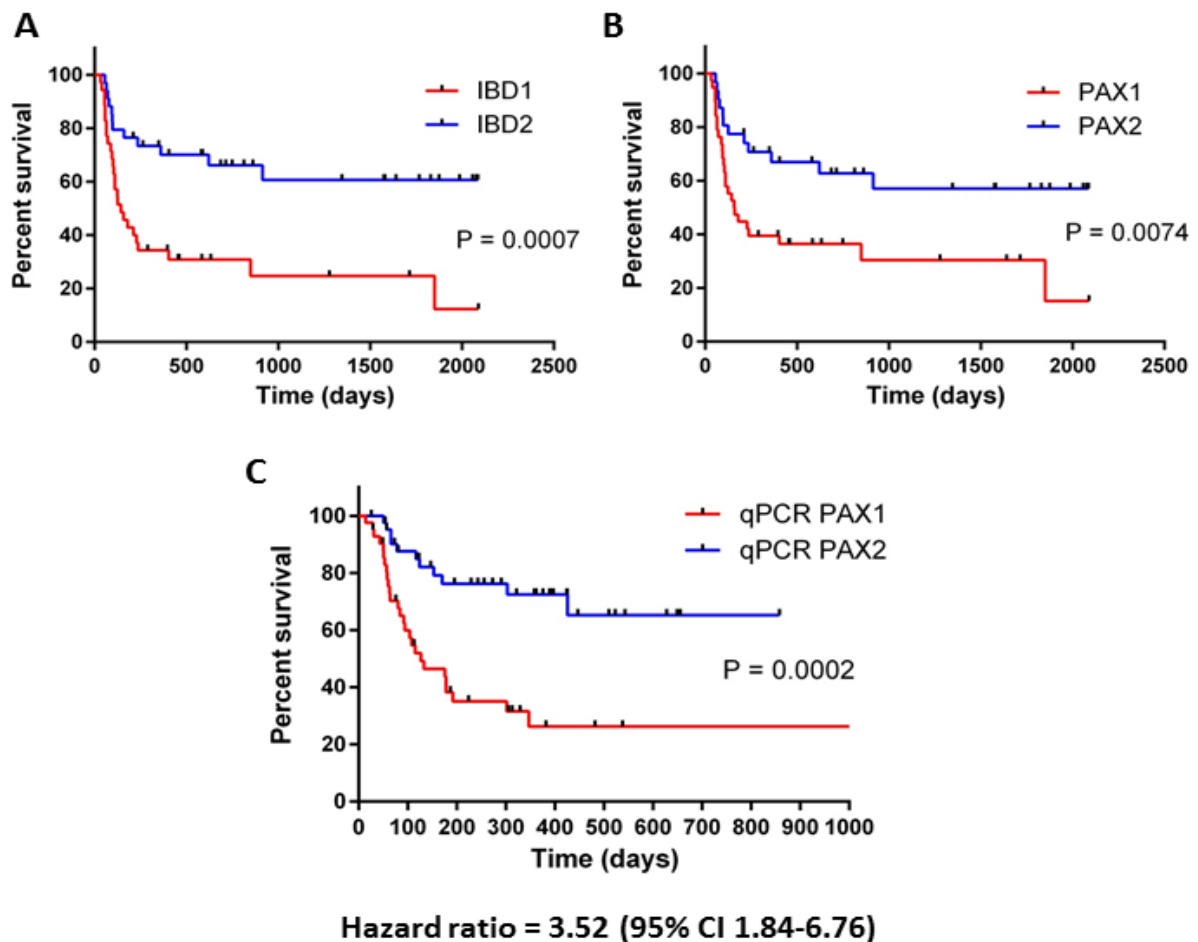 A
Percent survival
100
80
60
40
20
0
0 500 1000 1500 2000 2500
Time (days)
IBD1
IBD2
P = 0.0007
B
Percent survival
100
80
60
40
20
0
0 500 1000 1500 2000 2500
Time (days)
PAX1
PAX2
P = 0.0074
C
Percent survival
100
80
60
40
20
0
0 100 200 300 400 500 600 700 800 900 1000
Time (days)
qPCR PAX1
qPCR PAX2
P = 0.0002
Hazard ratio = 3.52 (95% CI 1.84-6.76)